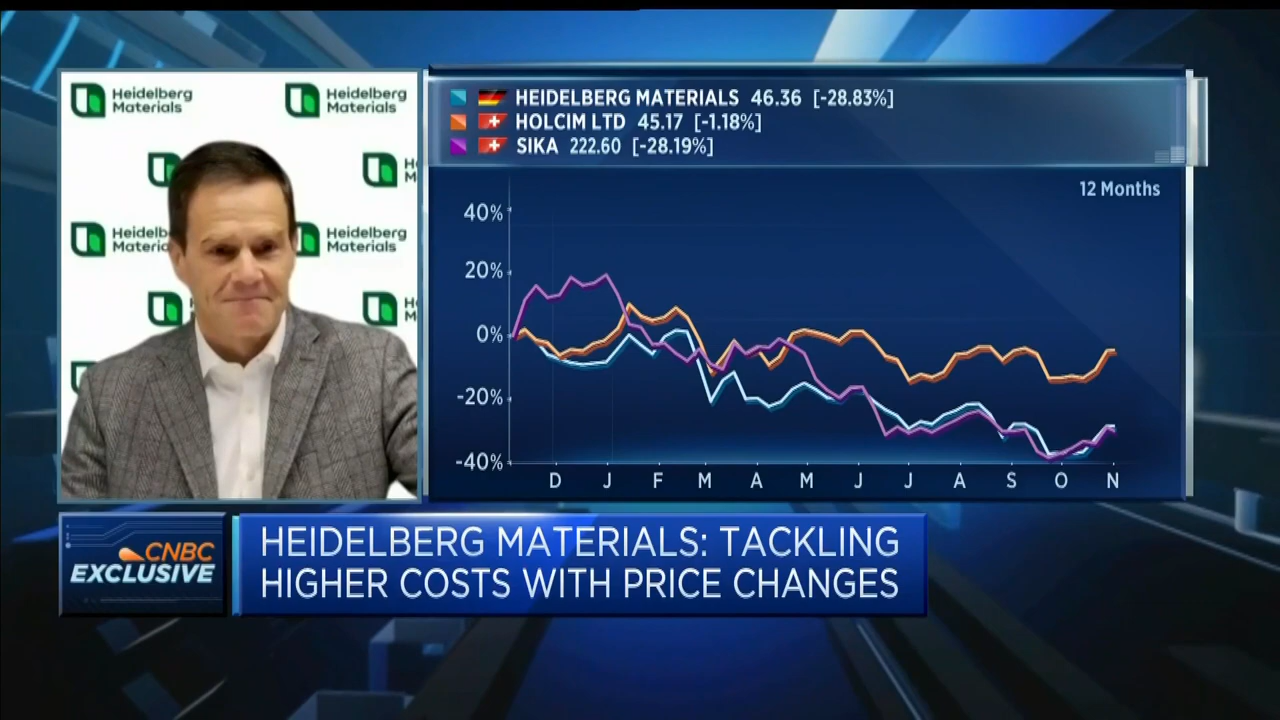 Heidelberg
Materials
Heidelberg
Materials
Heidelberg
Materials
HEIDELBERG MATERIALS 46.36 [-28.83%]
HOLCIM LTD 45.17 [-1.18%]
SIKA 222.60 [-28.19%]
12 Months
40%
20%
0%
-20%
-40%
D J F M A M J J A S O N
CNBC
EXCLUSIVE
HEIDELBERG MATERIALS: TACKLING
HIGHER COSTS WITH PRICE CHANGES